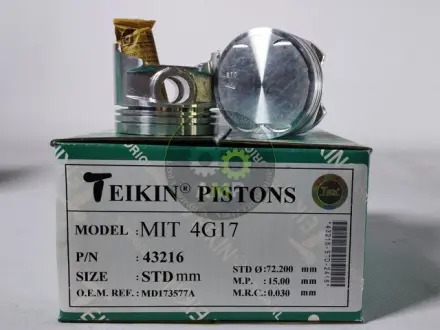 TEIKIN® PISTONS
MODEL : MIT 4G17
P/N : 43216
SIZE : STD mm
O.E.M. REF.: MD173577A
STD Ø: 72.200 mm
M.P. : 15.00 mm
M.R.C.: 0.030 mm